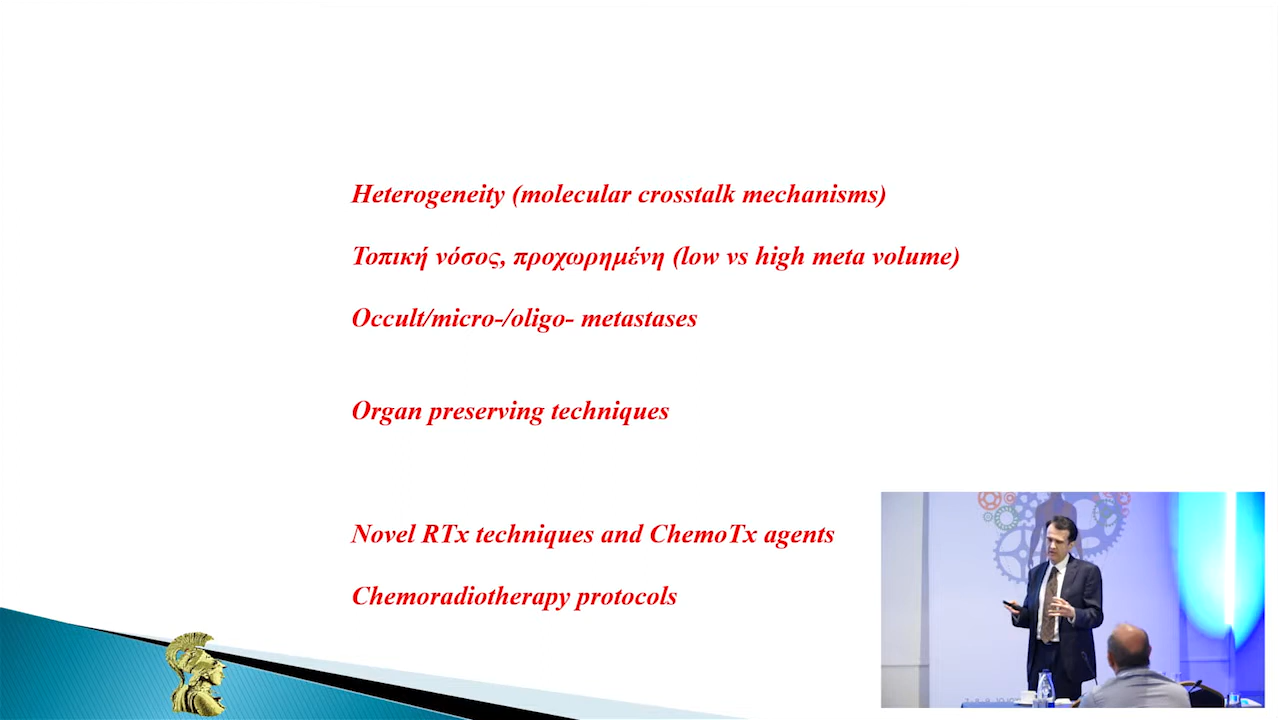 Heterogeneity (molecular crosstalk mechanisms)
Τοπική νόσος, προχωρημένη (low vs high meta volume)
Occult/micro-/oligo- metastases
Organ preserving techniques
Novel RTx techniques and ChemoTx agents
Chemoradiotherapy protocols